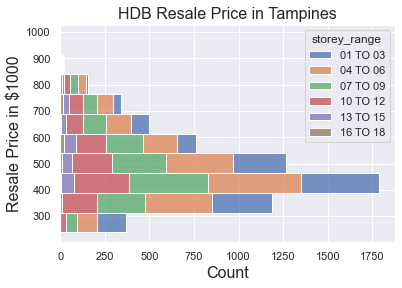 HDB Resale Price in Tampines
storey_range
01 TO 03
04 TO 06
07 TO 09
10 TO 12
13 TO 15
16 TO 18
Resale Price in $1000
1000
900
800
700
600
500
400
300
0
250
500
750
1000
1250
1500
1750
Count